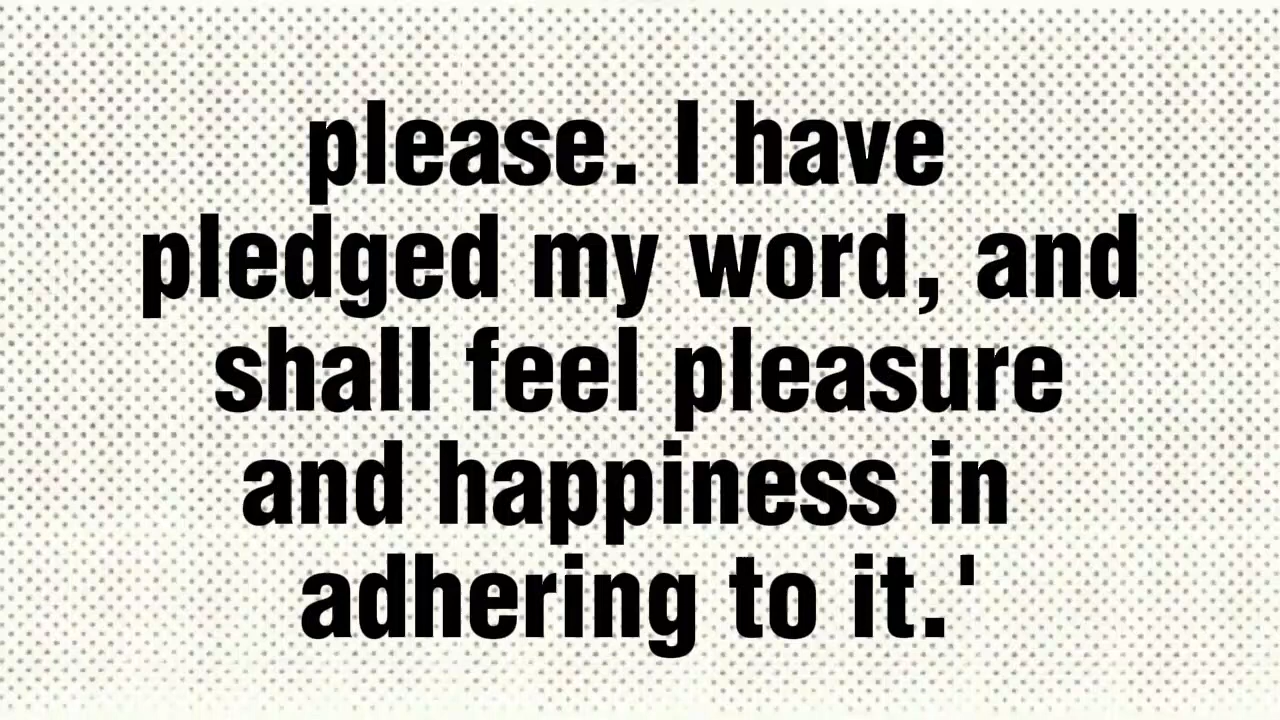 please. I have
pledged my word, and
shall feel pleasure
and happiness in
adhering to it.'